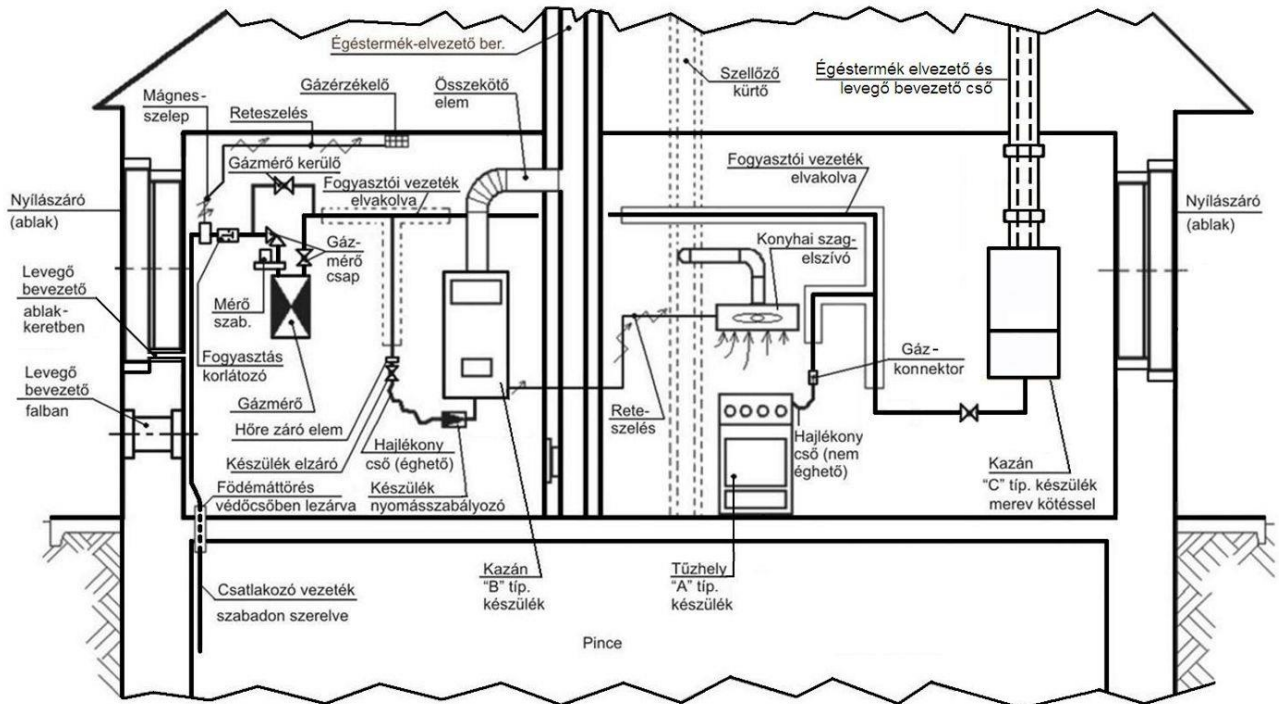 Égéstermék-elvezető ber.
Mágnes-
szelep
Reteszelés
Gázérzékelő
Összekötő
elem
Szellőző
kürtő
Égéstermék elvezető és
levegő bevezető cső
Gázmérő kerülő
Fogyasztói vezeték
elvakolva
Fogyasztói vezeték
elvakolva
Nyílászáró
(ablak)
Nyílászáró
(ablak)
Gáz-
mérő
csap
Konyhai szag-
elszívó
Levegő
bevezető
ablak-
keretben
Mérő
szab.
Fogyasztás
korlátozó
Gáz-
konnektor
Levegő
bevezető
falban
Gázmérő
Hőre záró elem
Rete-
szelés
Készülék elzáró
Hajlékony
cső (éghető)
Hajlékony
cső (nem
éghető)
Kazán
"C" típ. készülék
merev kötéssel
Födémáttörés
védőcsőben lezárva
Készülék
nyomásszabályozó
Kazán
"B" típ.
készülék
Tűzhely
"A" típ.
készülék
Csatlakozó vezeték
szabadon szerelve
Pince